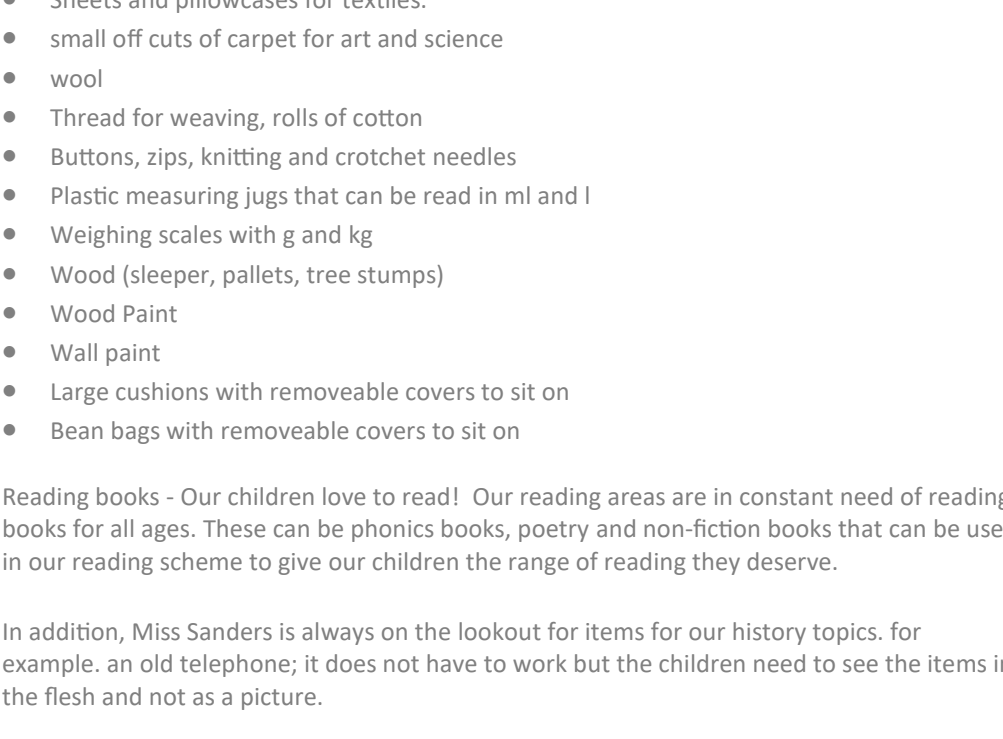 • Sheets and pillowcases for textiles.
• small off cuts of carpet for art and science
• wool
• Thread for weaving, rolls of cotton
• Buttons, zips, knitting and crotchet needles
• Plastic measuring jugs that can be read in ml and l
• Weighing scales with g and kg
• Wood (sleeper, pallets, tree stumps)
• Wood Paint
• Wall paint
• Large cushions with removeable covers to sit on
• Bean bags with removeable covers to sit on
Reading books - Our children love to read! Our reading areas are in constant need of reading
books for all ages. These can be phonics books, poetry and non-fiction books that can be use
in our reading scheme to give our children the range of reading they deserve.
In addition, Miss Sanders is always on the lookout for items for our history topics. for
example. an old telephone; it does not have to work but the children need to see the items in
the flesh and not as a picture.